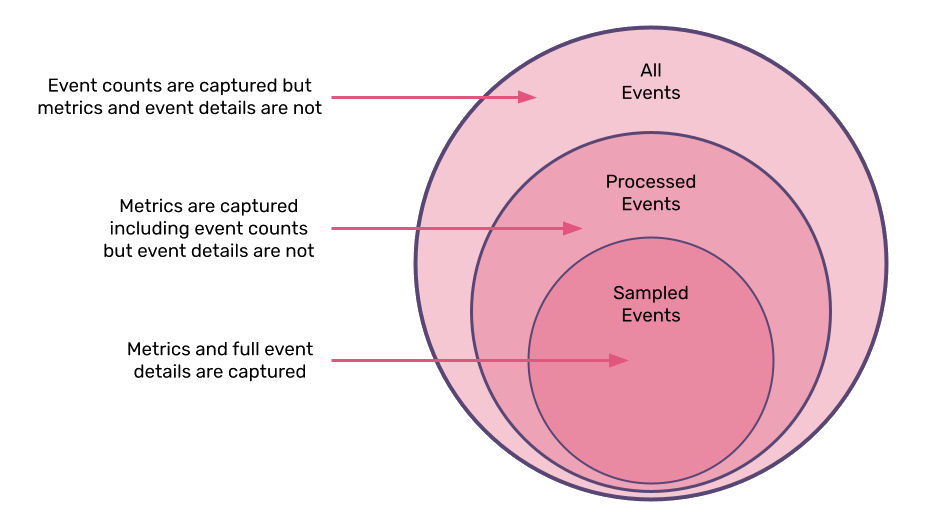 Event counts are captured but
metrics and event details are not
All
Events
Metrics are captured
including event counts
but event details are not
Processed
Events
Sampled
Events
Metrics and full event
details are captured